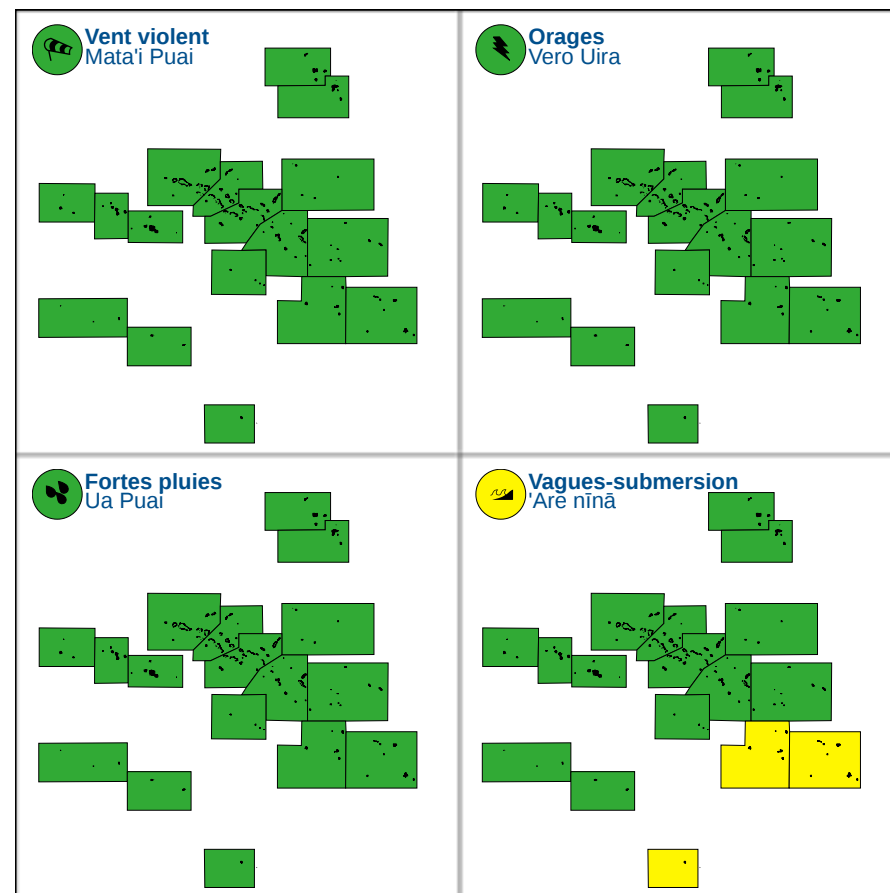 Vent violent
Mata'i Puai
Orages
Vero Uira
Fortes pluies
Ua Puai
Vagues-submersion
'Are nīnā